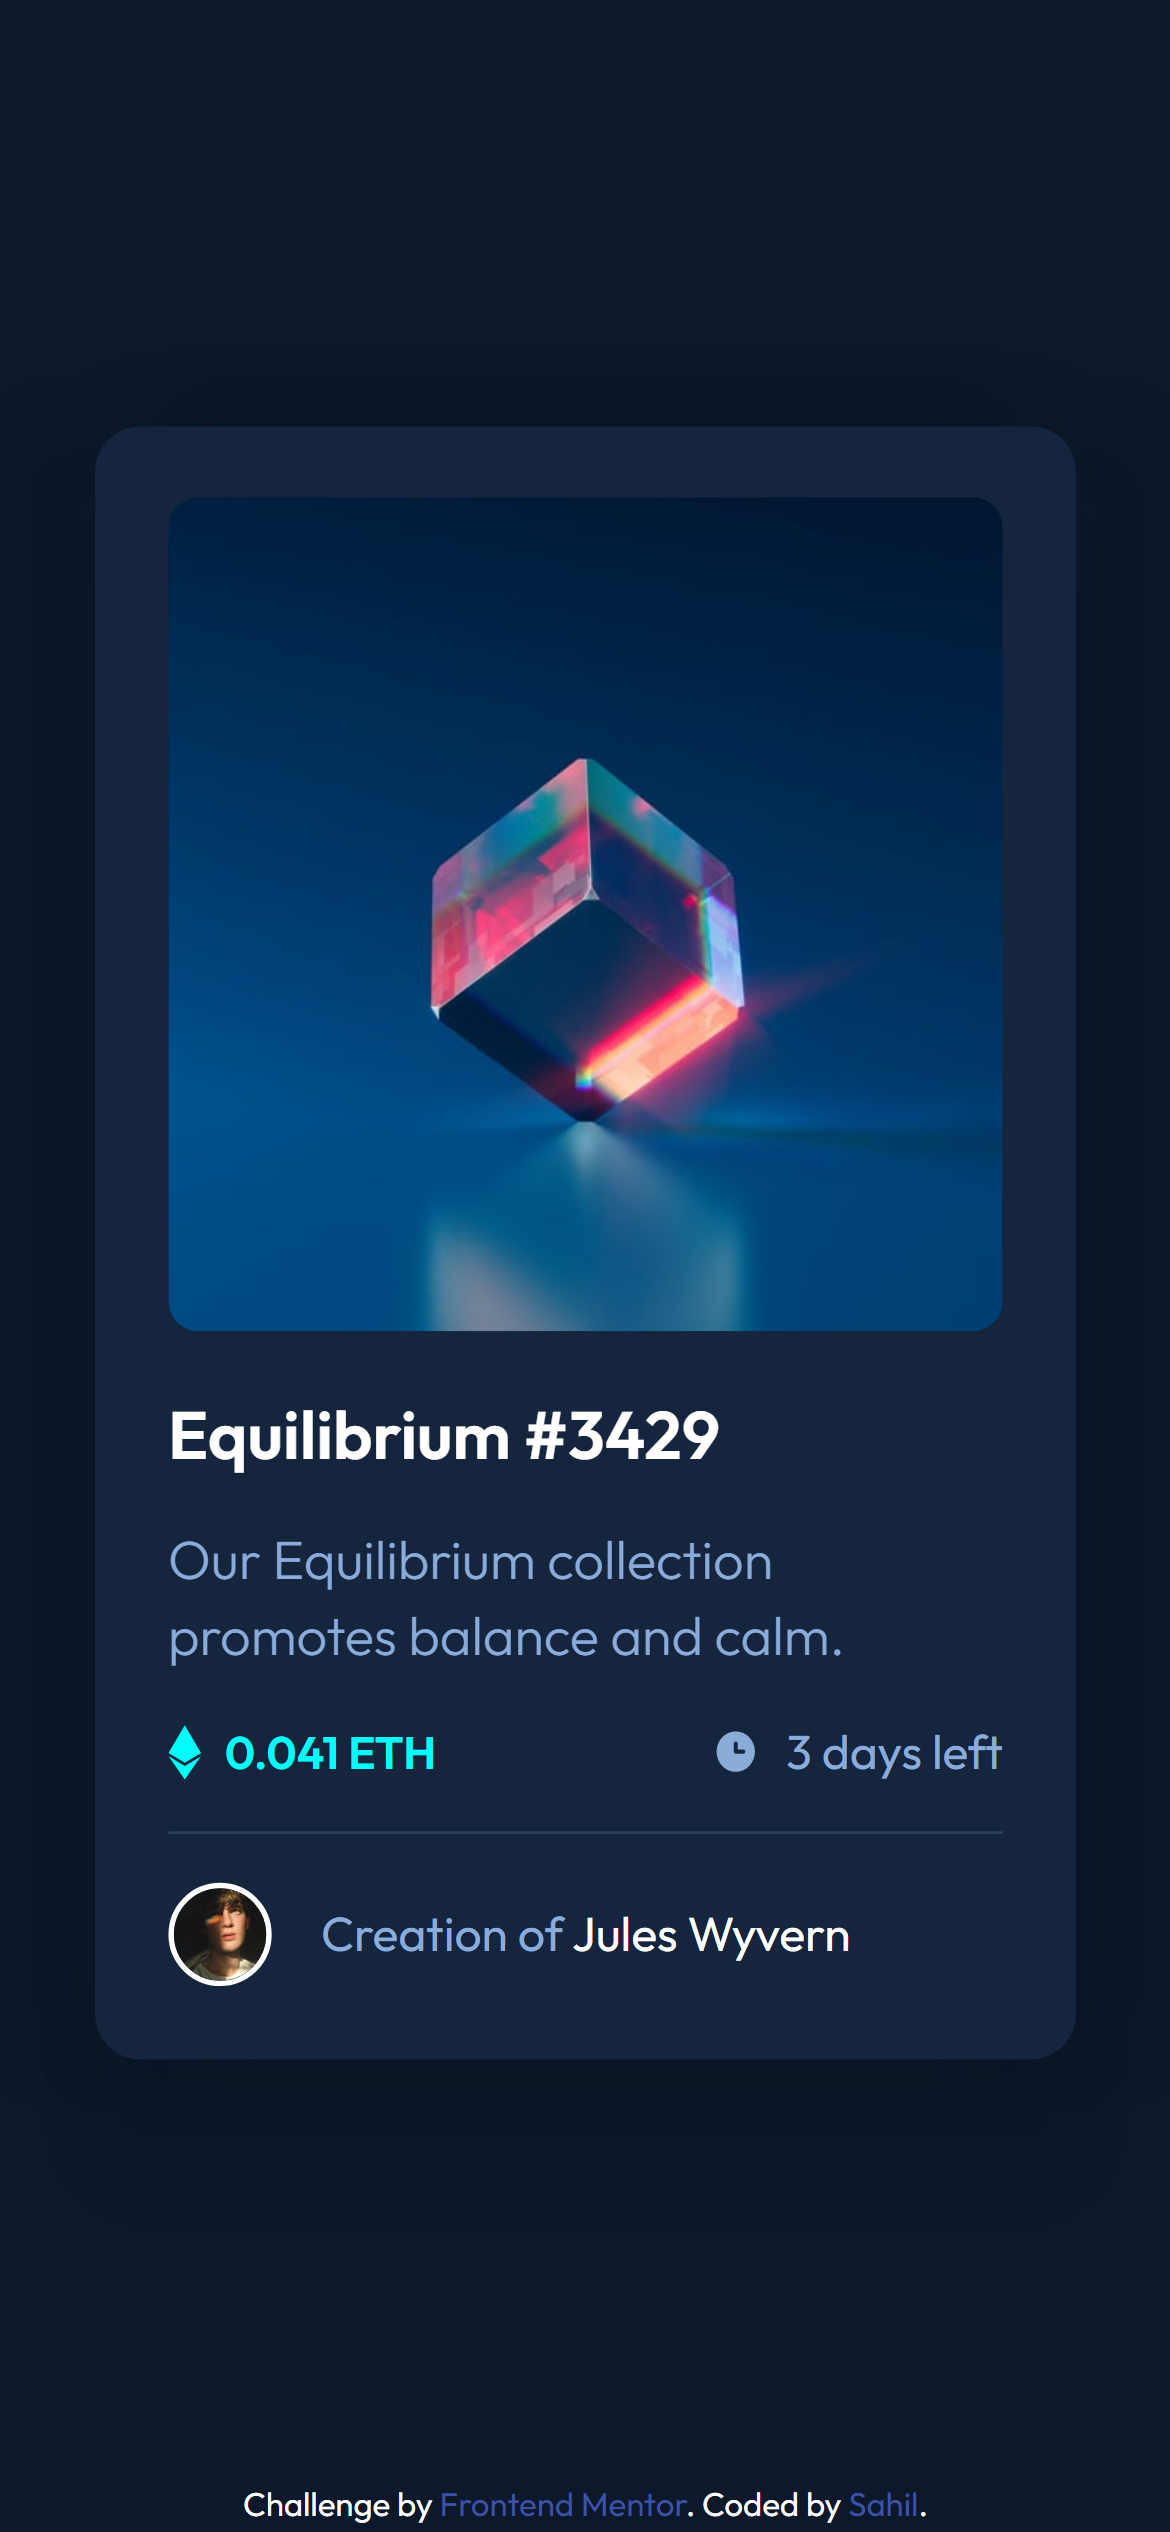 Equilibrium #3429
Our Equilibrium collection
promotes balance and calm.
0.041 ETH 3 days left
Creation of Jules Wyvern
Challenge by Frontend Mentor. Coded by Sahil.